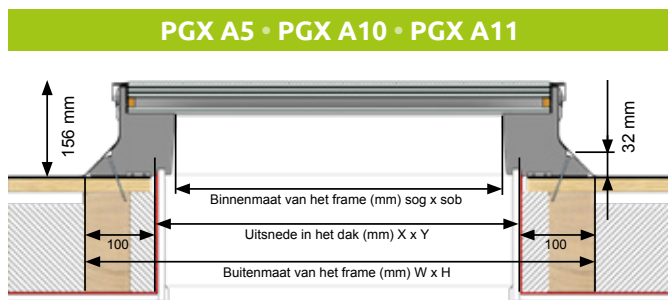 PGX A5 • PGX A10 • PGX A11
156 mm
32 mm
Binnenmaat van het frame (mm) sog x sob
100
Uitsnede in het dak (mm) X x Y
100
Buitenmaat van het frame (mm) W x H